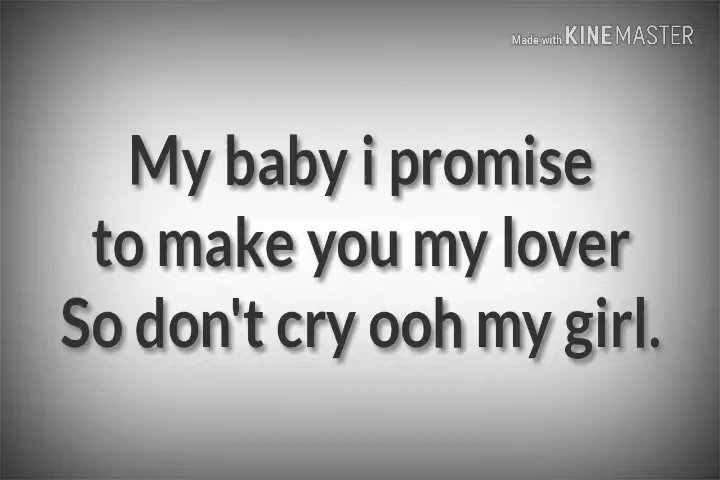 Made with KINEMASTER
My baby i promise
to make you my lover
So don't cry ooh my girl.